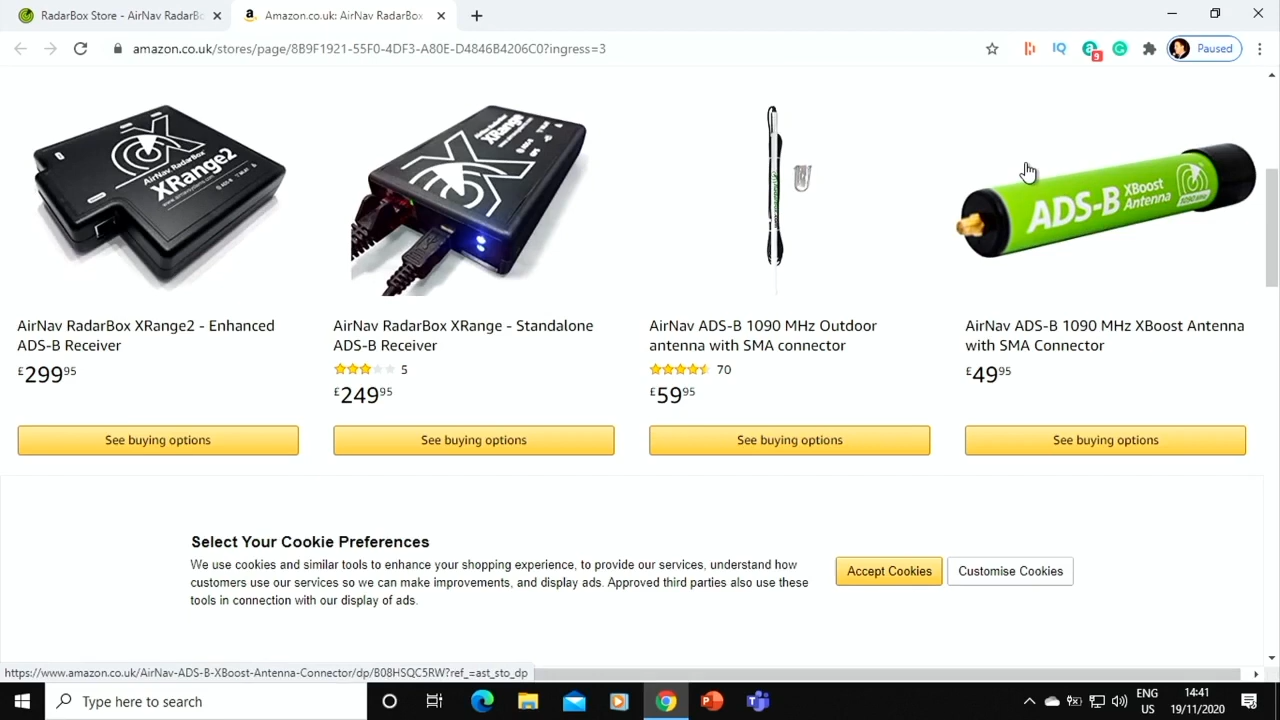 RadarBox Store - AirNav RadarBo
Amazon.co.uk: AirNav RadarBox
amazon.co.uk/stores/page/8B9F1921-55F0-4DF3-A80E-D4846B4206C0?ingress=3
IQ
9
Paused
AirNav RadarBox
XRange2
XRange
ADS-B XBoost Antenna
AirNav RadarBox XRange2 - Enhanced
ADS-B Receiver
£299.95
See buying options
AirNav RadarBox XRange - Standalone
ADS-B Receiver
5
£249.95
See buying options
AirNav ADS-B 1090 MHz Outdoor
antenna with SMA connector
70
£59.95
See buying options
AirNav ADS-B 1090 MHz XBoost Antenna
with SMA Connector
£49.95
See buying options
Select Your Cookie Preferences
We use cookies and similar tools to enhance your shopping experience, to provide our services, understand how
customers use our services so we can make improvements, and display ads. Approved third parties also use these
tools in connection with our display of ads.
Accept Cookies
Customise Cookies
https://www.amazon.co.uk/AirNav-ADS-B-XBoost-Antenna-Connector/dp/B08HSQC5RW?ref_=ast_sto_dp
Type here to search
ENG
US
14:41
19/11/2020